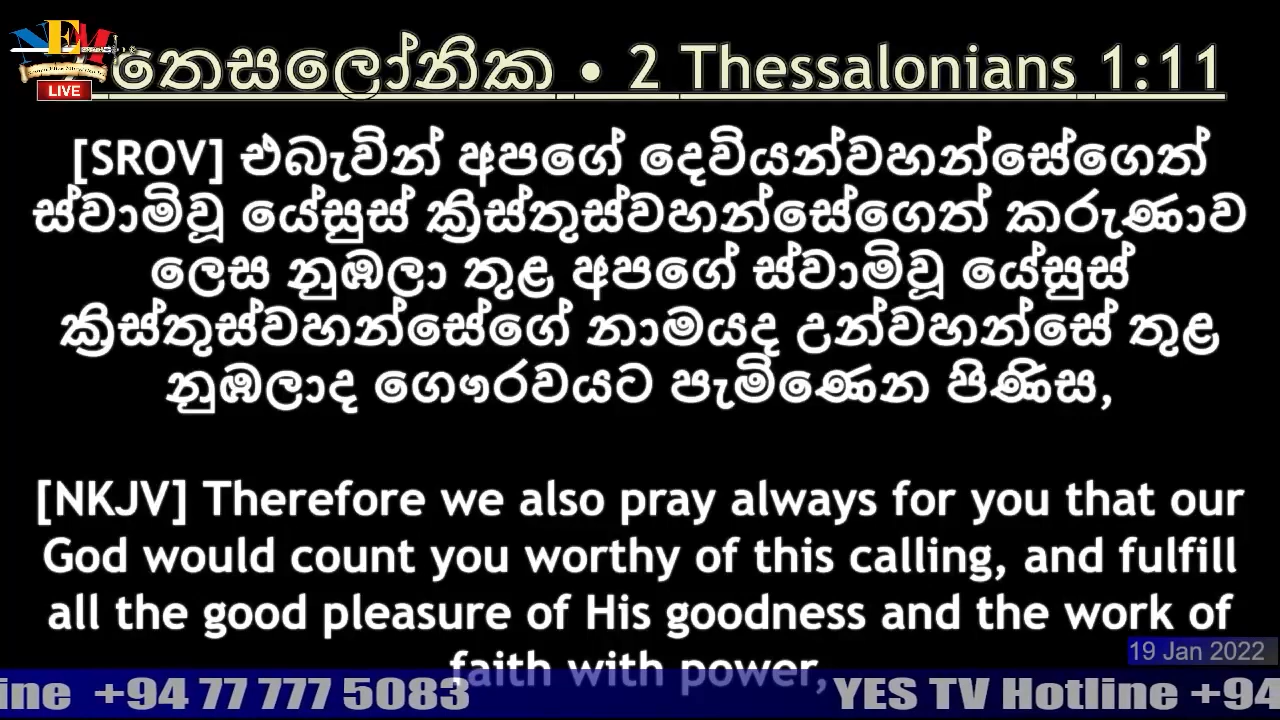 NEM
LIVE
තෙසලෝනික • 2 Thessalonians 1:11
[SROV] එබැවින් අපගේ දෙවියන්වහන්සේගෙත්
ස්වාමිවූ යේසුස් ක්‍රිස්තුස්වහන්සේගෙත් කරුණාව
ලෙස නුඹලා තුළ අපගේ ස්වාමිවූ යේසුස්
ක්‍රිස්තුස්වහන්සේගේ නාමයද උන්වහන්සේ තුළ
නුඹලාද ගෞරවයට පැමිණෙන පිණිස,
[NKJV] Therefore we also pray always for you that our
God would count you worthy of this calling, and fulfill
all the good pleasure of His goodness and the work of
faith with power,
19 Jan 2022
ine +94 77 777 5083 YES TV Hotline +94